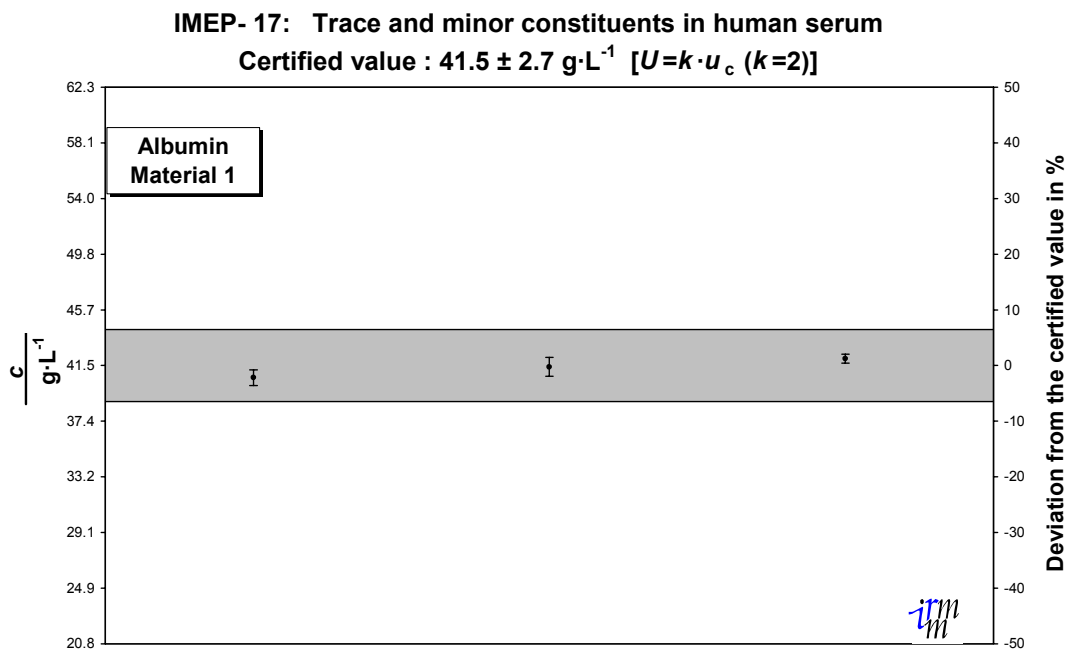 IMEP- 17: Trace and minor constituents in human serum
Certified value : 41.5 ± 2.7 g·L⁻¹ [U=k·u c (k=2)]
Albumin
Material 1
62.3
58.1
54.0
49.8
45.7
41.5
37.4
33.2
29.1
24.9
20.8
c
g·L⁻¹
50
40
30
20
10
0
-10
-20
-30
-40
-50
Deviation from the certified value in %
irmm